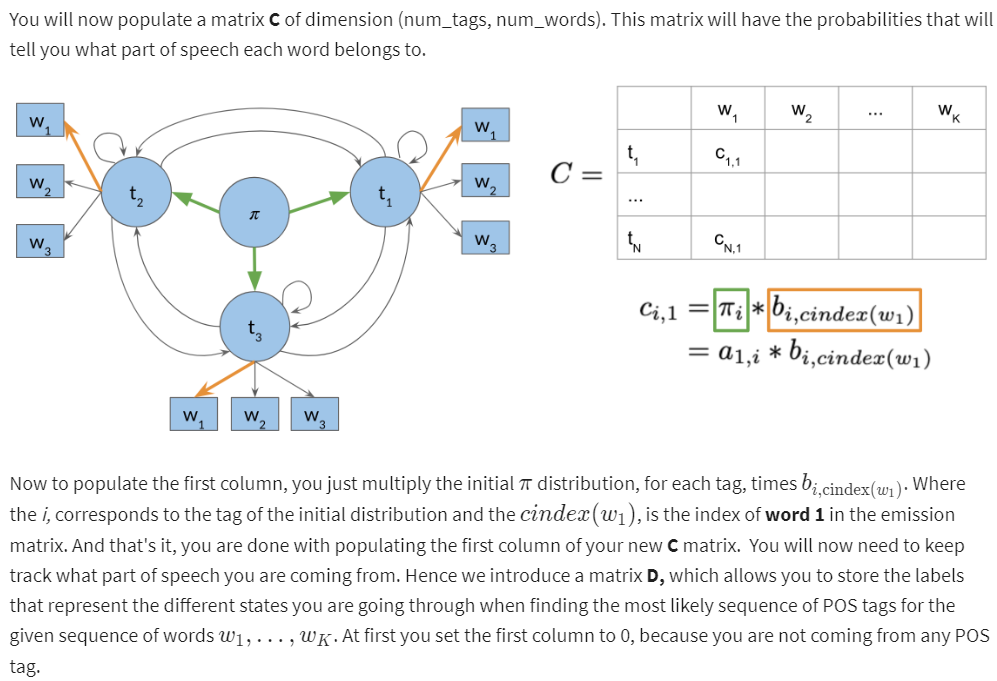 You will now populate a matrix C of dimension (num_tags, num_words). This matrix will have the probabilities that will
tell you what part of speech each word belongs to.
w1 w1
w2 w2
w3 w3
t2 π t1
t3
w1 w2 w3
C =
w1 w2 ... wK
t1 c1,1
...
tN cN,1
ci,1 = πi * bi,cindex(w1)
= a1,i * bi,cindex(w1)
Now to populate the first column, you just multiply the initial π distribution, for each tag, times bi,cindex(w1). Where
the i, corresponds to the tag of the initial distribution and the cindex(w1), is the index of word 1 in the emission
matrix. And that's it, you are done with populating the first column of your new C matrix. You will now need to keep
track what part of speech you are coming from. Hence we introduce a matrix D, which allows you to store the labels
that represent the different states you are going through when finding the most likely sequence of POS tags for the
given sequence of words w1, . . . , wK. At first you set the first column to 0, because you are not coming from any POS
tag.